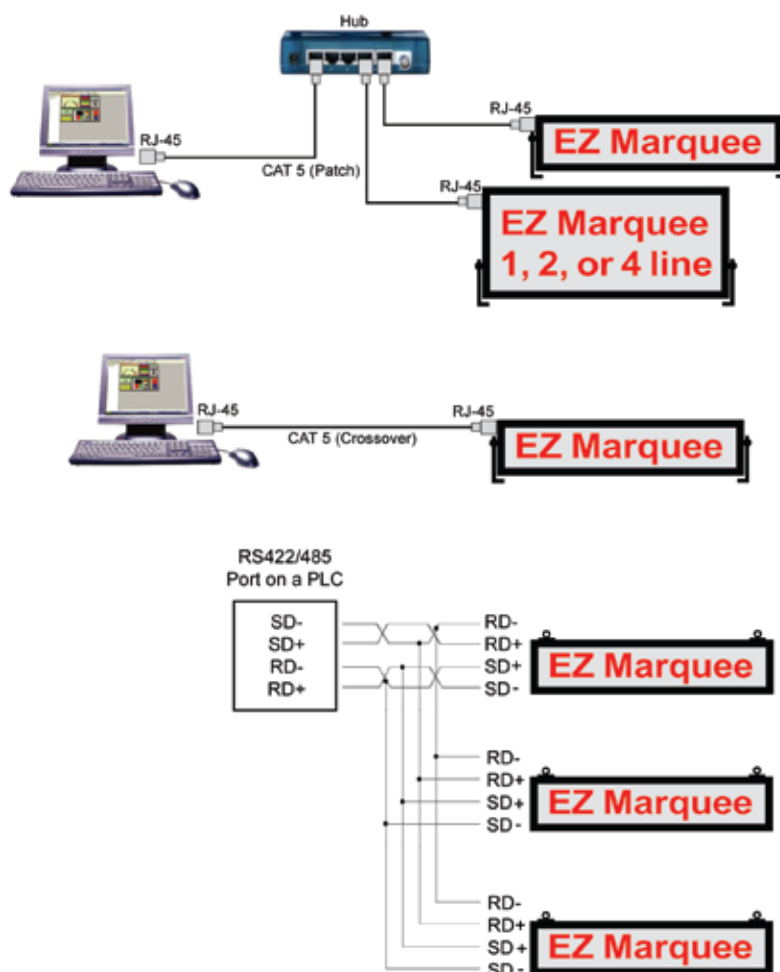 Hub
RJ-45
RJ-45
EZ Marquee
CAT 5 (Patch)
RJ-45
EZ Marquee
1, 2, or 4 line
RJ-45
RJ-45
CAT 5 (Crossover)
EZ Marquee
RS422/485
Port on a PLC
SD-
SD+
RD-
RD+
RD-
RD+
SD+
SD-
EZ Marquee
RD-
RD+
SD+
SD-
EZ Marquee
RD-
RD+
SD+
SD-
EZ Marquee